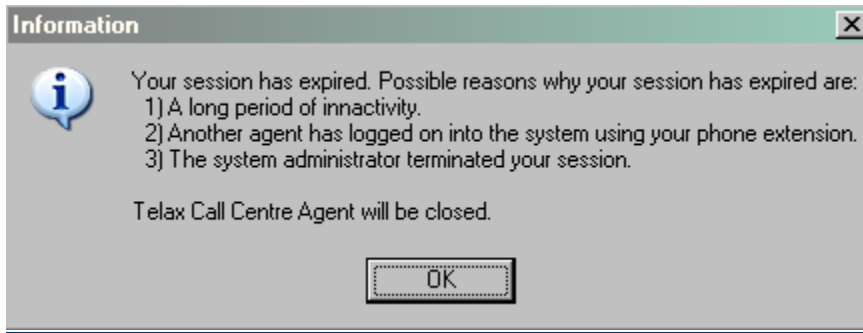 Information
Your session has expired. Possible reasons why your session has expired are:
1) A long period of innactivity.
2) Another agent has logged on into the system using your phone extension.
3) The system administrator terminated your session.
Telax Call Centre Agent will be closed.
OK